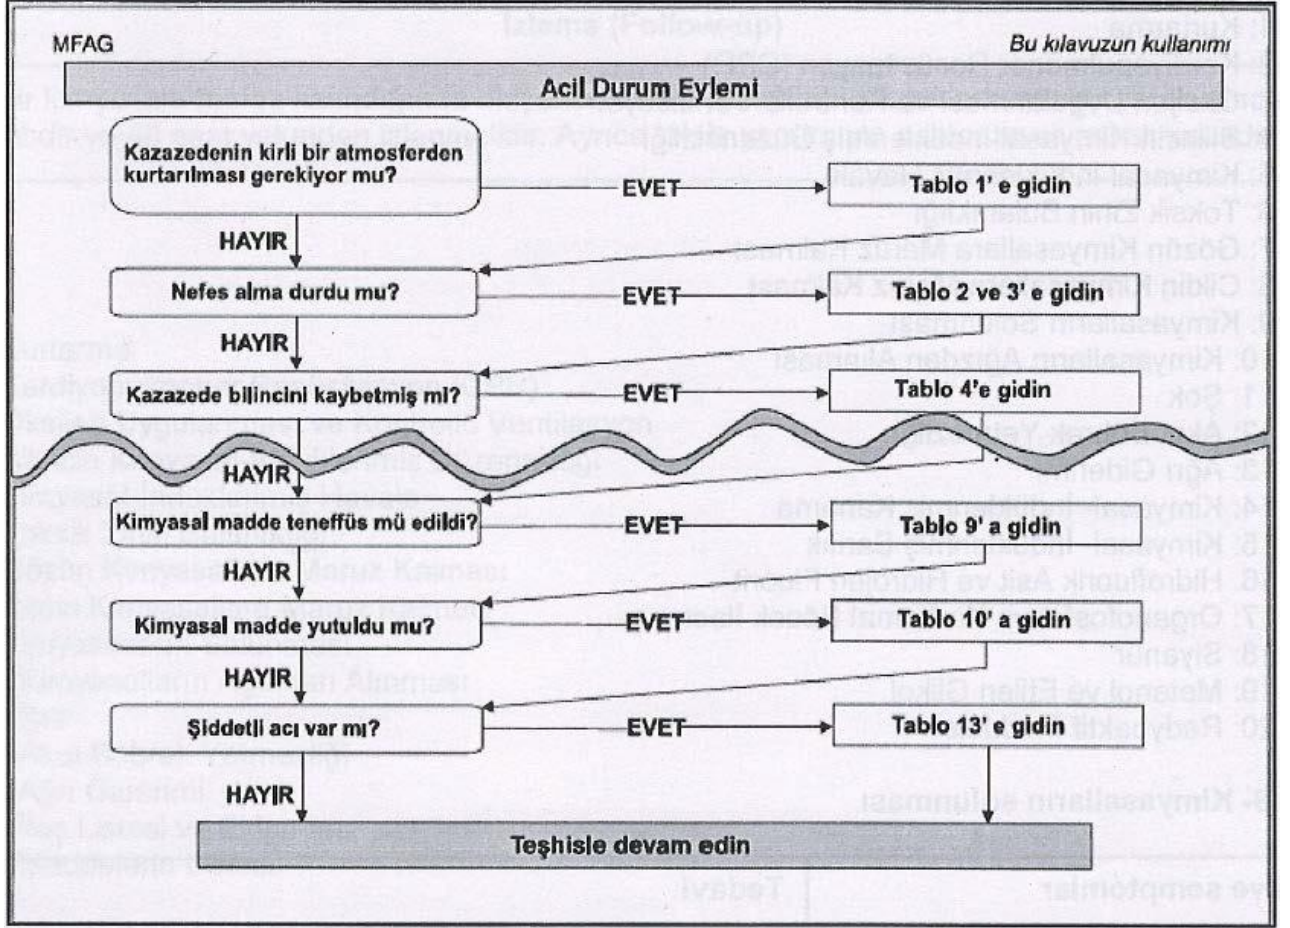 MFAG
Bu kılavuzun kullanımı
Acil Durum Eylemi
Kazazedenin kirli bir atmosferden
kurtarılması gerekiyor mu?
EVET
Tablo 1' e gidin
HAYIR
Nefes alma durdu mu?
EVET
Tablo 2 ve 3' e gidin
HAYIR
Kazazede bilincini kaybetmiş mi?
EVET
Tablo 4'e gidin
HAYIR
Kimyasal madde teneffüs mü edildi?
EVET
Tablo 9' a gidin
HAYIR
Kimyasal madde yutuldu mu?
EVET
Tablo 10' a gidin
HAYIR
Şiddetli acı var mı?
EVET
Tablo 13' e gidin
HAYIR
Teşhisle devam edin